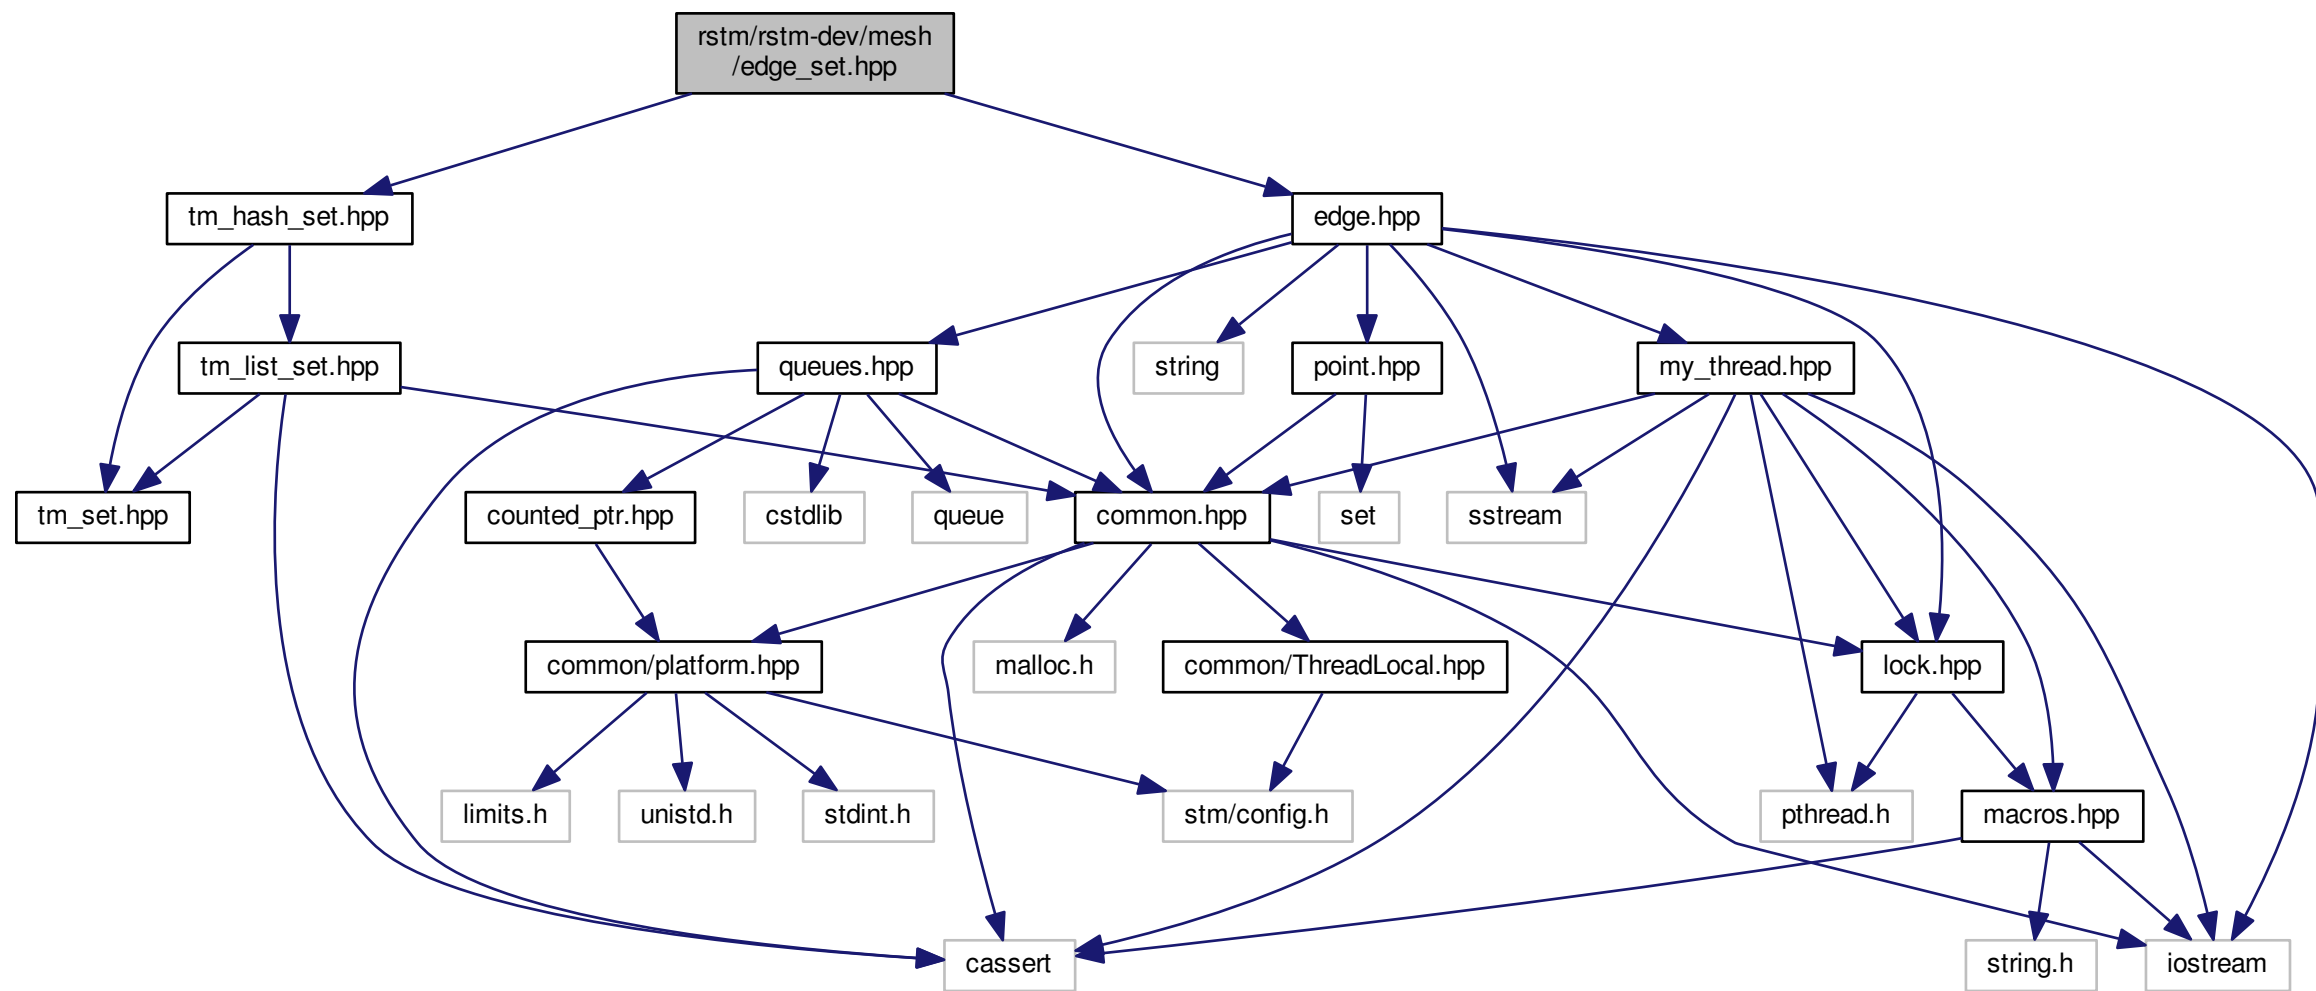 rstm/rstm-dev/mesh
/edge_set.hpp
tm_hash_set.hpp
edge.hpp
tm_list_set.hpp
queues.hpp
string
point.hpp
my_thread.hpp
tm_set.hpp
counted_ptr.hpp
cstdlib
queue
common.hpp
set
sstream
common/platform.hpp
malloc.h
common/ThreadLocal.hpp
lock.hpp
limits.h
unistd.h
stdint.h
stm/config.h
pthread.h
macros.hpp
cassert
string.h
iostream